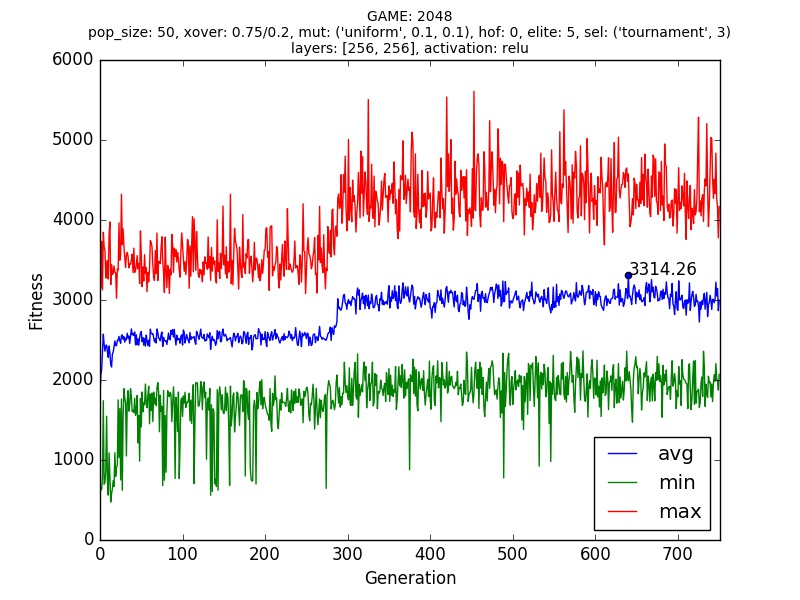 GAME: 2048
pop_size: 50, xover: 0.75/0.2, mut: ('uniform', 0.1, 0.1), hof: 0, elite: 5, sel: ('tournament', 3)
layers: [256, 256], activation: relu
6000
5000
4000
3000
2000
1000
0
Fitness
3314.26
avg
min
max
0 100 200 300 400 500 600 700
Generation